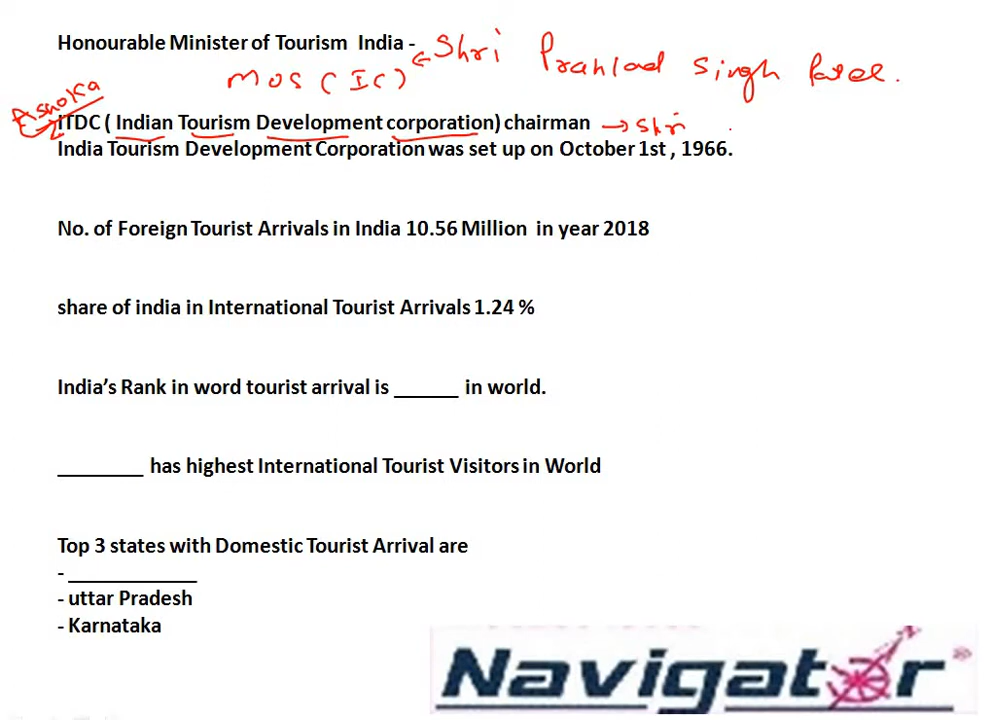 Honourable Minister of Tourism India - Shri Prahlad Singh Patel.
MOS (IC)
Ashoka
ITDC ( Indian Tourism Development corporation) chairman → Shri
India Tourism Development Corporation was set up on October 1st , 1966.
No. of Foreign Tourist Arrivals in India 10.56 Million in year 2018
share of india in International Tourist Arrivals 1.24 %
India's Rank in word tourist arrival is ______ in world.
________ has highest International Tourist Visitors in World
Top 3 states with Domestic Tourist Arrival are
- ____________
- uttar Pradesh
- Karnataka
Navigator